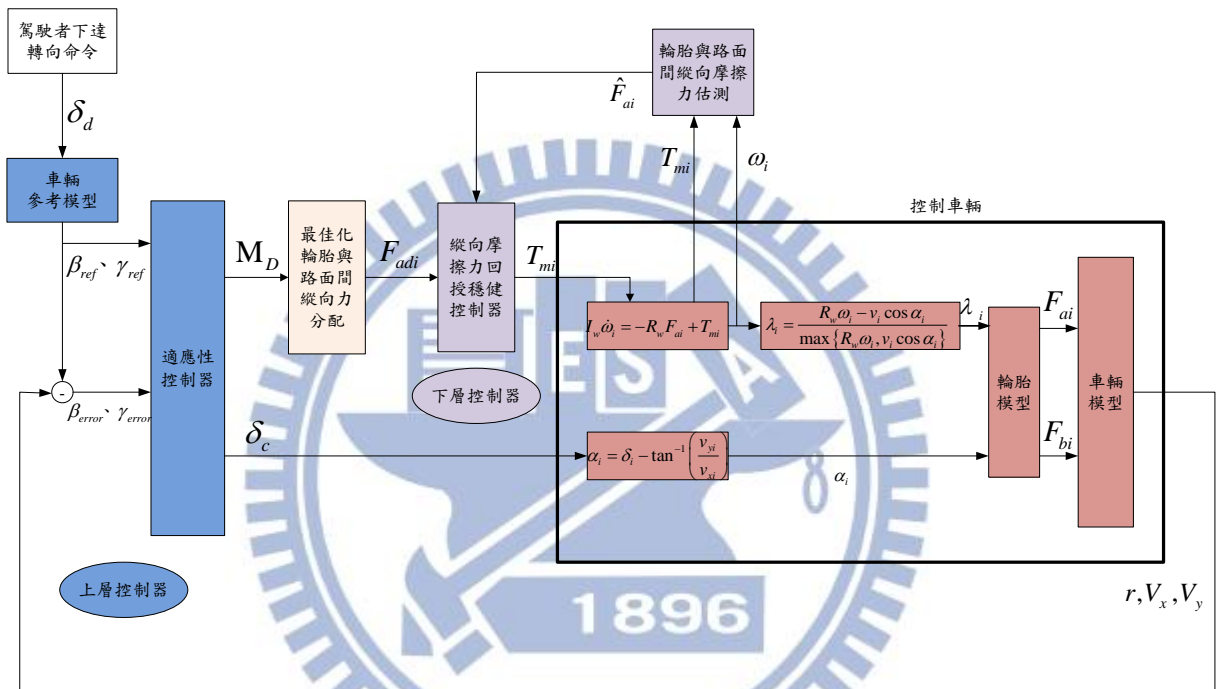 駕駛者下達
轉向命令
δ_d
車輛
參考模型
β_ref、γ_ref
-
β_error、γ_error
適應性
控制器
上層控制器
M_D
δ_c
最佳化
輪胎與
路面間
縱向力
分配
F_adi
縱向摩
擦力回
授穩健
控制器
下層控制器
T_mi
F̂_ai
輪胎與路面
間縱向摩擦
力估測
T_mi
ω_i
控制車輛
I_w ω̇_i = −R_w F_ai + T_mi
λ_i = (R_w ω_i − v_i cos α_i) / max{R_w ω_i, v_i cos α_i}
λ_i
α_i = δ_i − tan⁻¹(v_yi / v_xi)
α_i
輪胎
模型
F_ai
F_bi
車輛
模型
r,V_x,V_y
ESA
1896